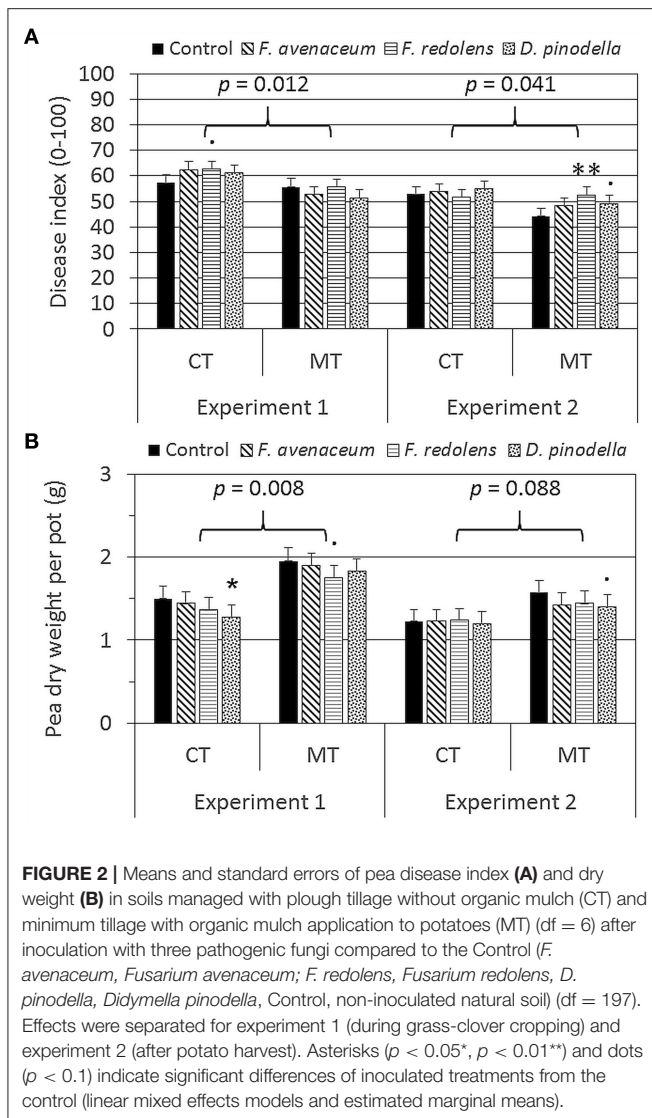 A
Control F. avenaceum F. redolens D. pinodella
100
90
80
70
60
50
40
30
20
10
0
Disease index (0-100)
p = 0.012
p = 0.041
.
**
.
CT
MT
CT
MT
Experiment 1
Experiment 2
B
Control F. avenaceum F. redolens D. pinodella
3
2
1
0
Pea dry weight per pot (g)
p = 0.008
p = 0.088
*
.
.
CT
MT
CT
MT
Experiment 1
Experiment 2
FIGURE 2 | Means and standard errors of pea disease index (A) and dry
weight (B) in soils managed with plough tillage without organic mulch (CT) and
minimum tillage with organic mulch application to potatoes (MT) (df = 6) after
inoculation with three pathogenic fungi compared to the Control (F.
avenaceum, Fusarium avenaceum; F. redolens, Fusarium redolens, D.
pinodella, Didymella pinodella, Control, non-inoculated natural soil) (df = 197).
Effects were separated for experiment 1 (during grass-clover cropping) and
experiment 2 (after potato harvest). Asterisks (p < 0.05*, p < 0.01**) and dots
(p < 0.1) indicate significant differences of inoculated treatments from the
control (linear mixed effects models and estimated marginal means).